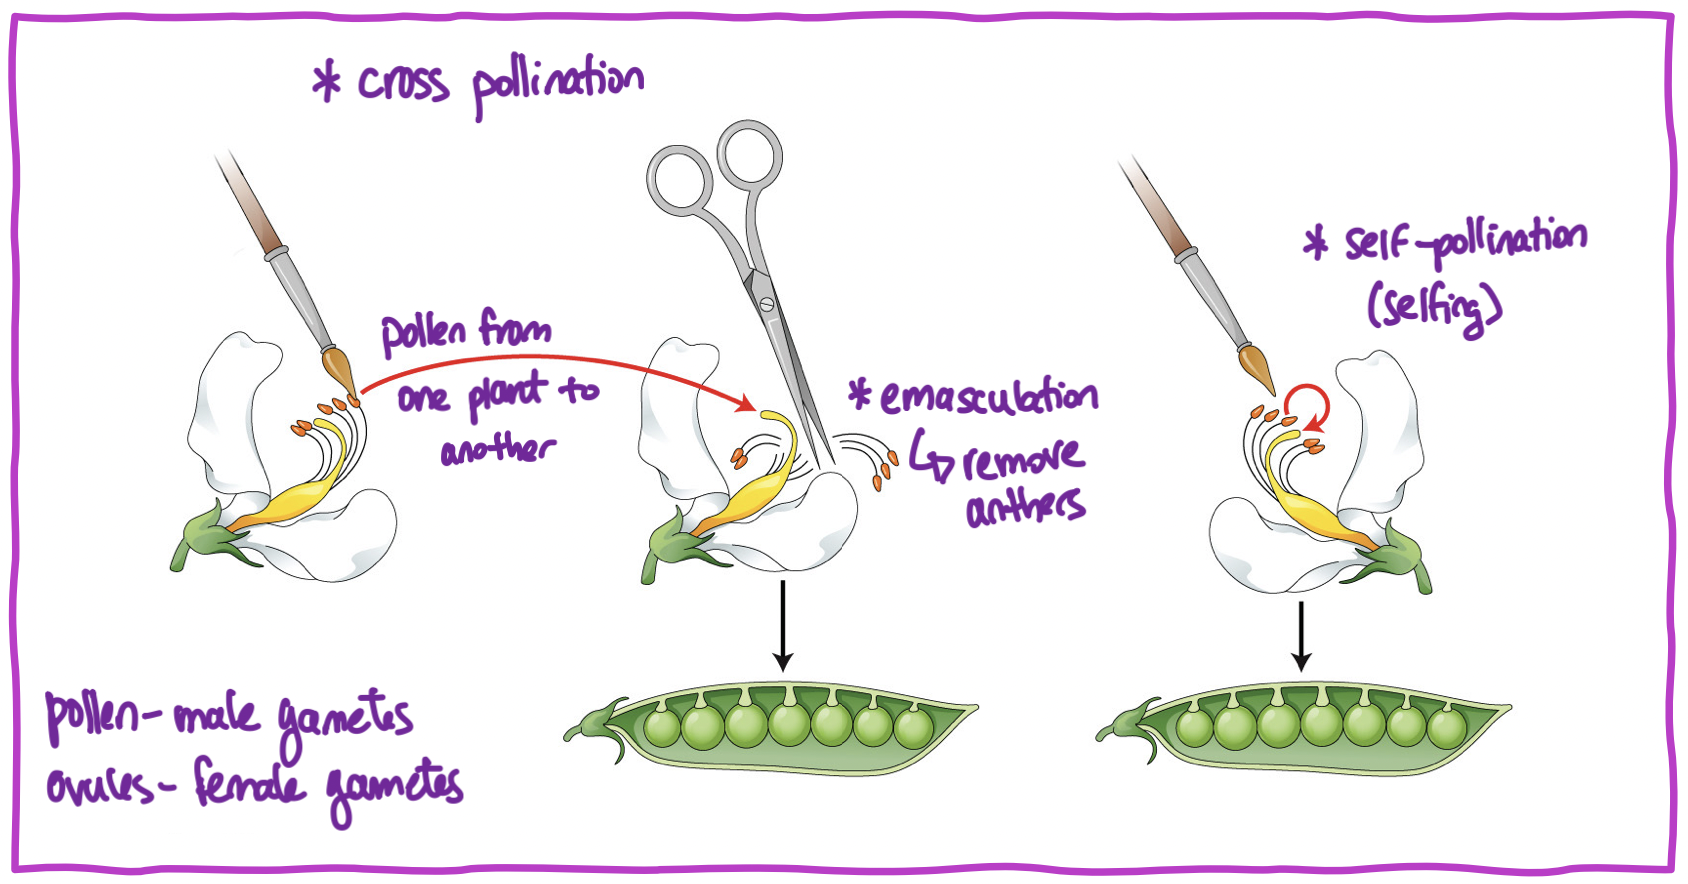 * cross pollination
pollen from
one plant to
another
* emasculation
↳ remove
anthers
* self-pollination
(selfing)
pollen - male gametes
ovules - female gametes